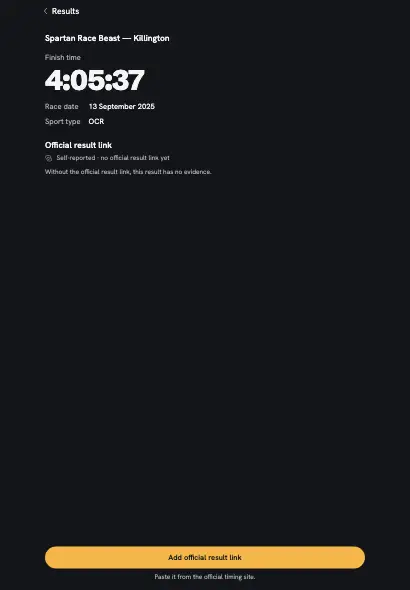 Results
Spartan Race Beast — Killington
Finish time
4:05:37
Race date 13 September 2025
Sport type OCR
Official result link
Self-reported · no official result link yet
Without the official result link, this result has no evidence.
Add official result link
Paste it from the official timing site.